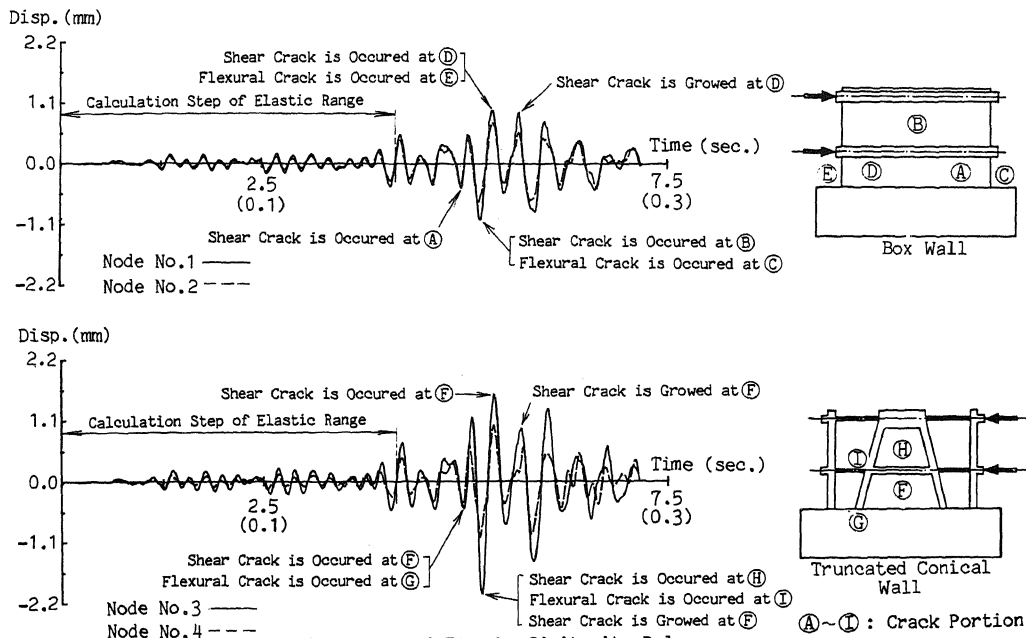 Disp.(mm)
2.2
Shear Crack is Occured at Ⓓ
Flexural Crack is Occured at Ⓔ
Shear Crack is Growed at Ⓓ
1.1
Calculation Step of Elastic Range
Time (sec.)
0.0
2.5
(0.1)
7.5
(0.3)
-1.1
Shear Crack is Occured at Ⓐ
Shear Crack is Occured at Ⓑ
Flexural Crack is Occured at Ⓒ
Node No.1
-2.2
Node No.2
Ⓑ
Ⓔ Ⓓ Ⓐ Ⓒ
Box Wall
Disp.(mm)
2.2
Shear Crack is Occured at Ⓕ
Shear Crack is Growed at Ⓕ
1.1
Calculation Step of Elastic Range
Time (sec.)
0.0
2.5
(0.1)
7.5
(0.3)
-1.1
Shear Crack is Occured at Ⓕ
Flexural Crack is Occured at Ⓖ
Shear Crack is Occured at Ⓗ
Flexural Crack is Occured at Ⓘ
Shear Crack is Growed at Ⓕ
-2.2
Node No.3
Node No.4
Ⓘ Ⓗ
Ⓕ
Ⓖ
Truncated Conical
Wall
Ⓐ~Ⓘ : Crack Portion